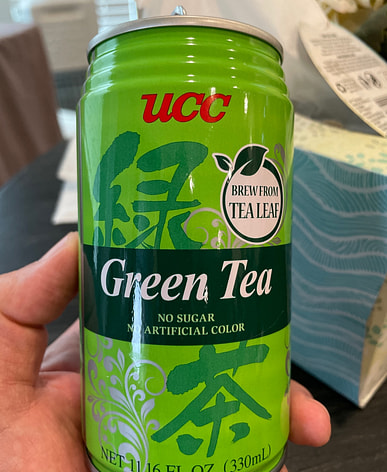 ucc
緑
BREW FROM
TEA LEAF
Green Tea
NO SUGAR
NO ARTIFICIAL COLOR
茶
NET 11.16 FL OZ (330mL)